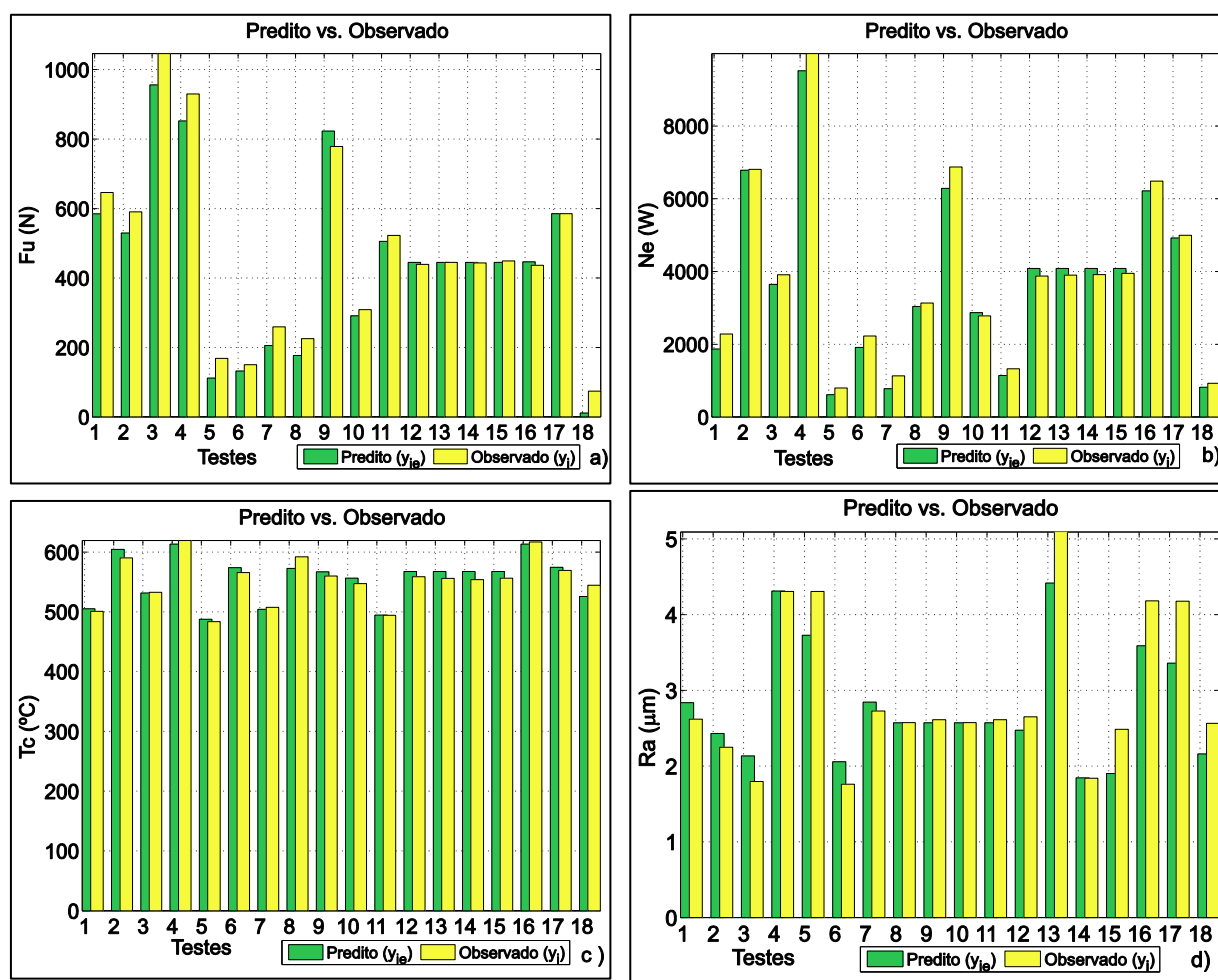 Predito vs. Observado
1000
800
600
400
200
0
Fu (N)
1 2 3 4 5 6 7 8 9 10 11 12 13 14 15 16 17 18
Testes
Predito (yie) Observado (yi) a)
Predito vs. Observado
8000
6000
4000
2000
0
Ne (W)
1 2 3 4 5 6 7 8 9 10 11 12 13 14 15 16 17 18
Testes
Predito (yie) Observado (yi) b)
Predito vs. Observado
600
500
400
300
200
100
0
Tc (ºC)
1 2 3 4 5 6 7 8 9 10 11 12 13 14 15 16 17 18
Testes
Predito (yie) Observado (yi) c )
Predito vs. Observado
5
4
3
2
1
0
Ra (μm)
1 2 3 4 5 6 7 8 9 10 11 12 13 14 15 16 17 18
Testes
Predito (yie) Observado (yi) d)